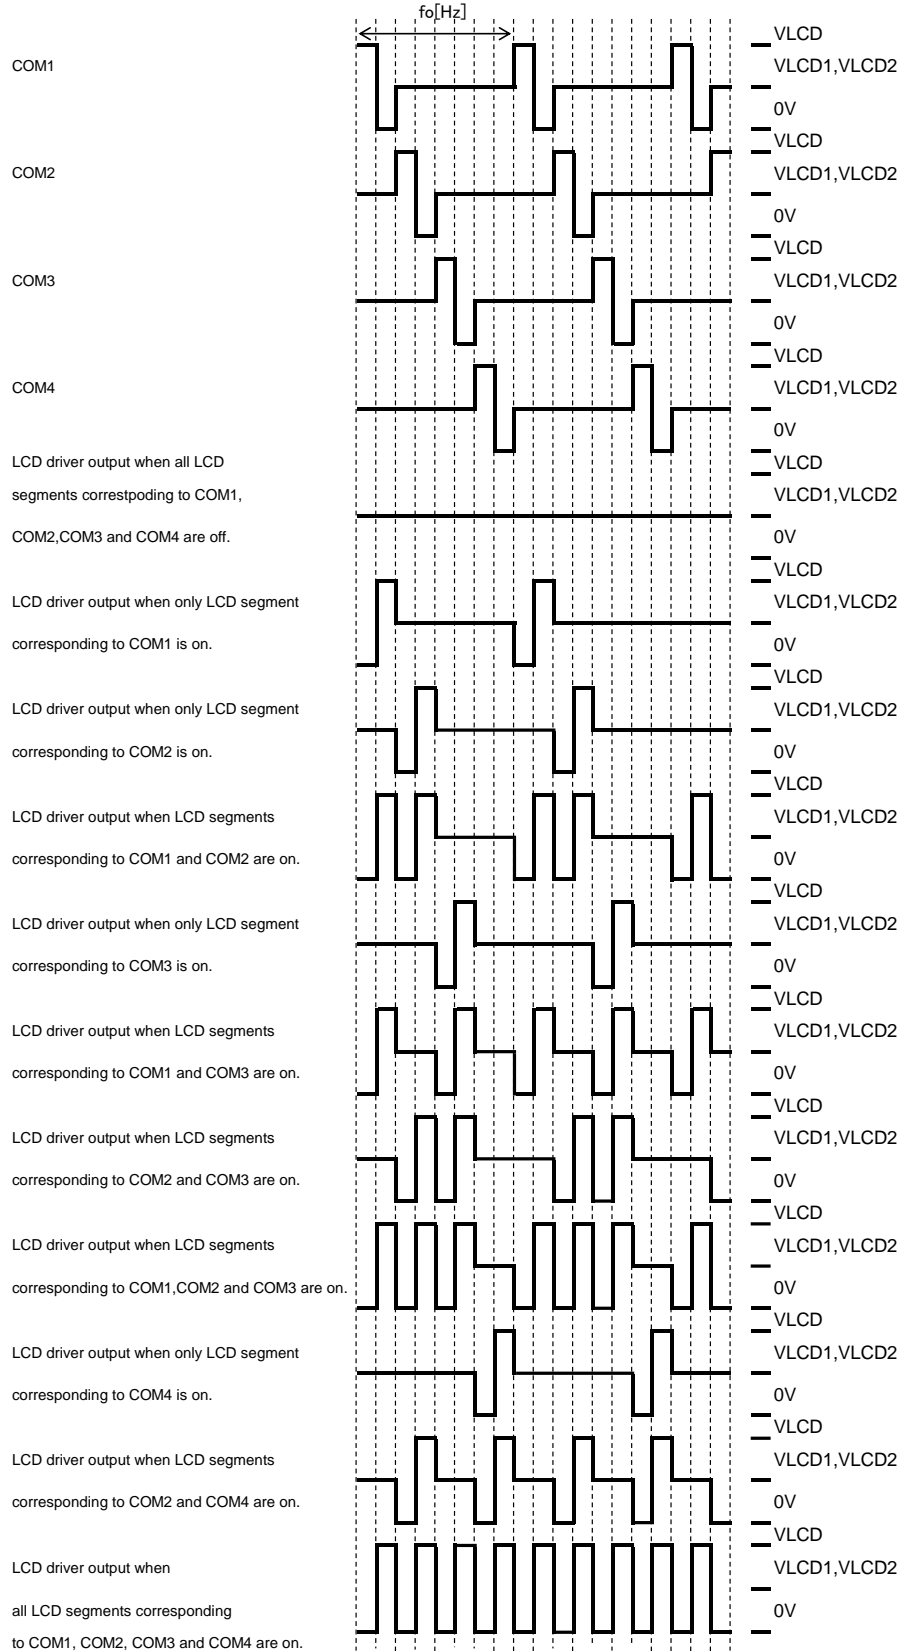 fo[Hz]
VLCD
COM1
VLCD1,VLCD2
0V
VLCD
COM2
VLCD1,VLCD2
0V
VLCD
COM3
VLCD1,VLCD2
0V
VLCD
COM4
VLCD1,VLCD2
0V
LCD driver output when all LCD
VLCD
segments correstpoding to COM1,
VLCD1,VLCD2
COM2,COM3 and COM4 are off.
0V
VLCD
LCD driver output when only LCD segment
VLCD1,VLCD2
corresponding to COM1 is on.
0V
VLCD
LCD driver output when only LCD segment
VLCD1,VLCD2
corresponding to COM2 is on.
0V
VLCD
LCD driver output when LCD segments
VLCD1,VLCD2
corresponding to COM1 and COM2 are on.
0V
VLCD
LCD driver output when only LCD segment
VLCD1,VLCD2
corresponding to COM3 is on.
0V
VLCD
LCD driver output when LCD segments
VLCD1,VLCD2
corresponding to COM1 and COM3 are on.
0V
VLCD
LCD driver output when LCD segments
VLCD1,VLCD2
corresponding to COM2 and COM3 are on.
0V
VLCD
LCD driver output when LCD segments
VLCD1,VLCD2
corresponding to COM1,COM2 and COM3 are on.
0V
VLCD
LCD driver output when only LCD segment
VLCD1,VLCD2
corresponding to COM4 is on.
0V
VLCD
LCD driver output when LCD segments
VLCD1,VLCD2
corresponding to COM2 and COM4 are on.
0V
VLCD
LCD driver output when
VLCD1,VLCD2
all LCD segments corresponding
0V
to COM1, COM2, COM3 and COM4 are on.